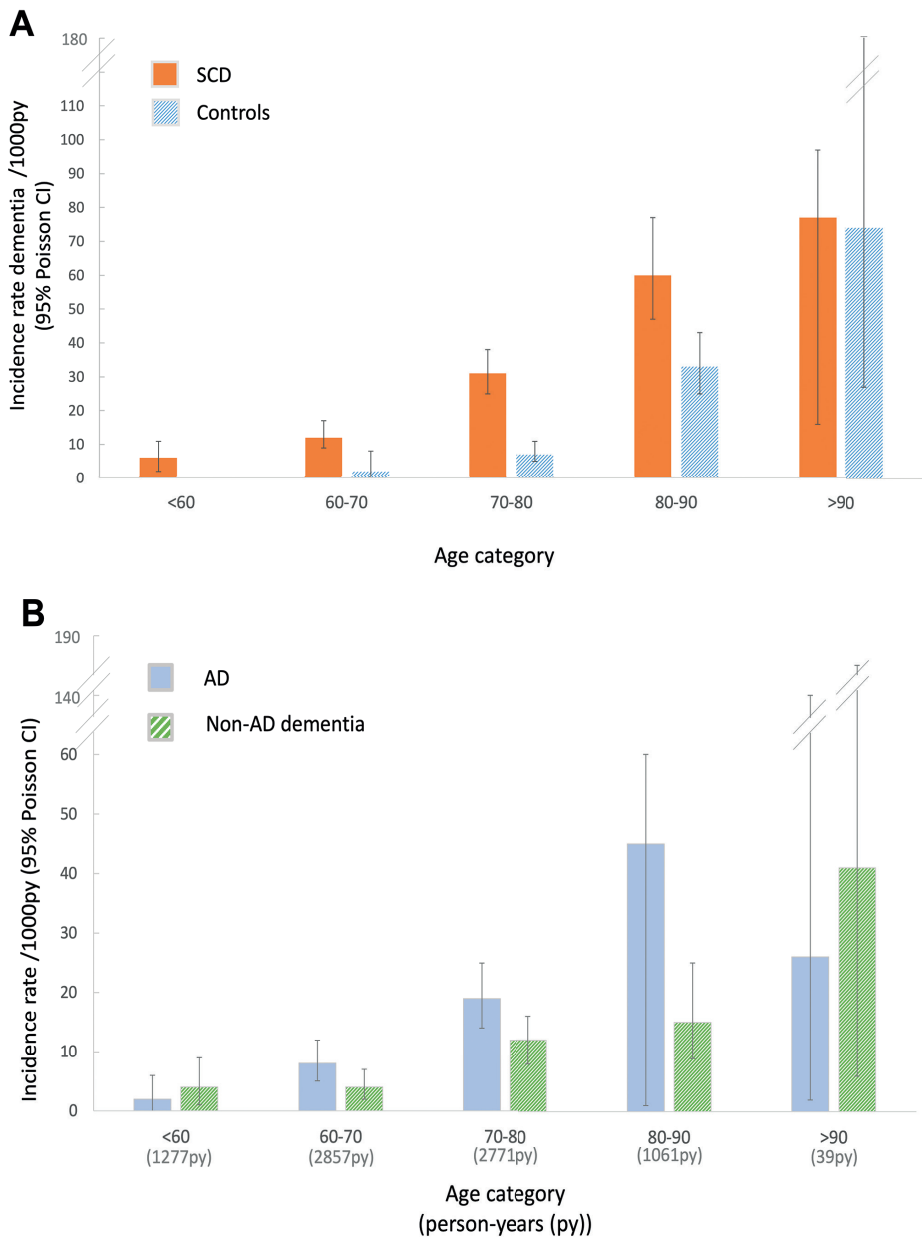 A
180
SCD
Controls
110
100
90
80
70
60
50
40
30
20
10
0
Incidence rate dementia /1000py
(95% Poisson CI)
<60 60-70 70-80 80-90 >90
Age category
B
190
AD
140
Non-AD dementia
60
50
40
30
20
10
0
Incidence rate /1000py (95% Poisson CI)
<60 60-70 70-80 80-90 >90
(1277py) (2857py) (2771py) (1061py) (39py)
Age category
(person-years (py))